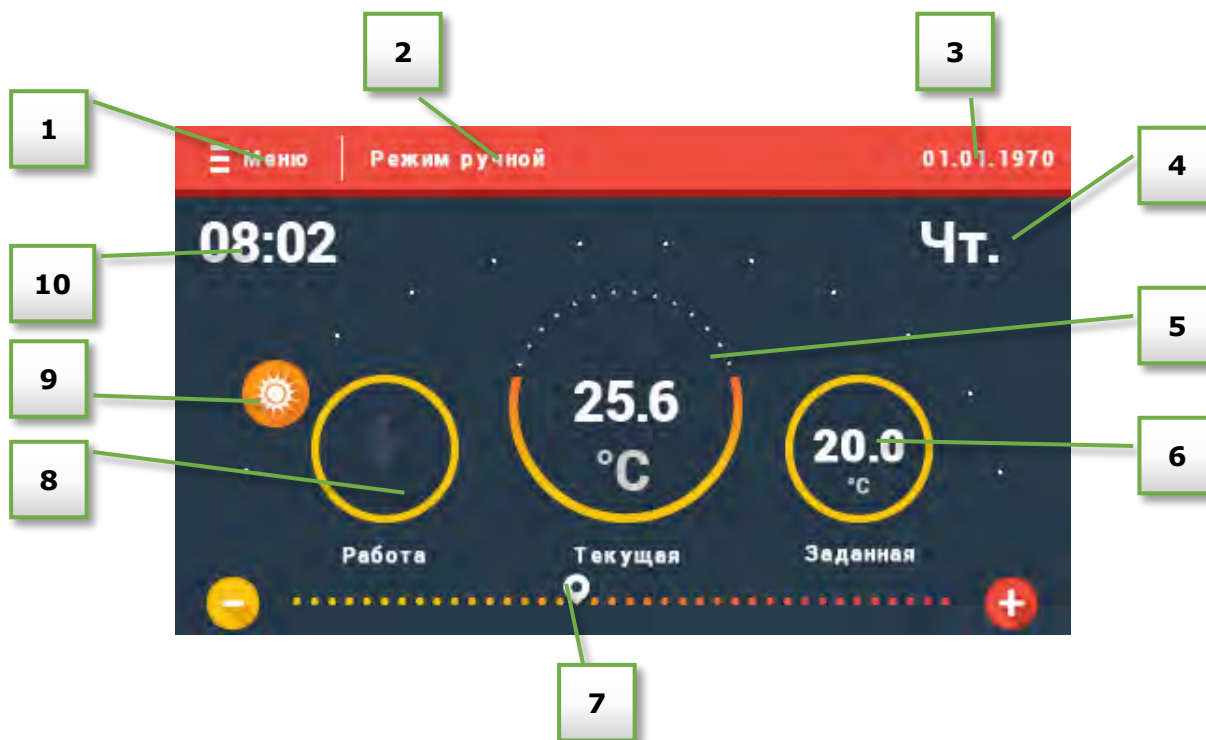 2
3
1
Меню
Режим ручной
01.01.1970
4
08:02
Чт.
10
5
9
25.6
°C
20.0
°C
6
8
Работа
Текущая
Заданная
−
+
7